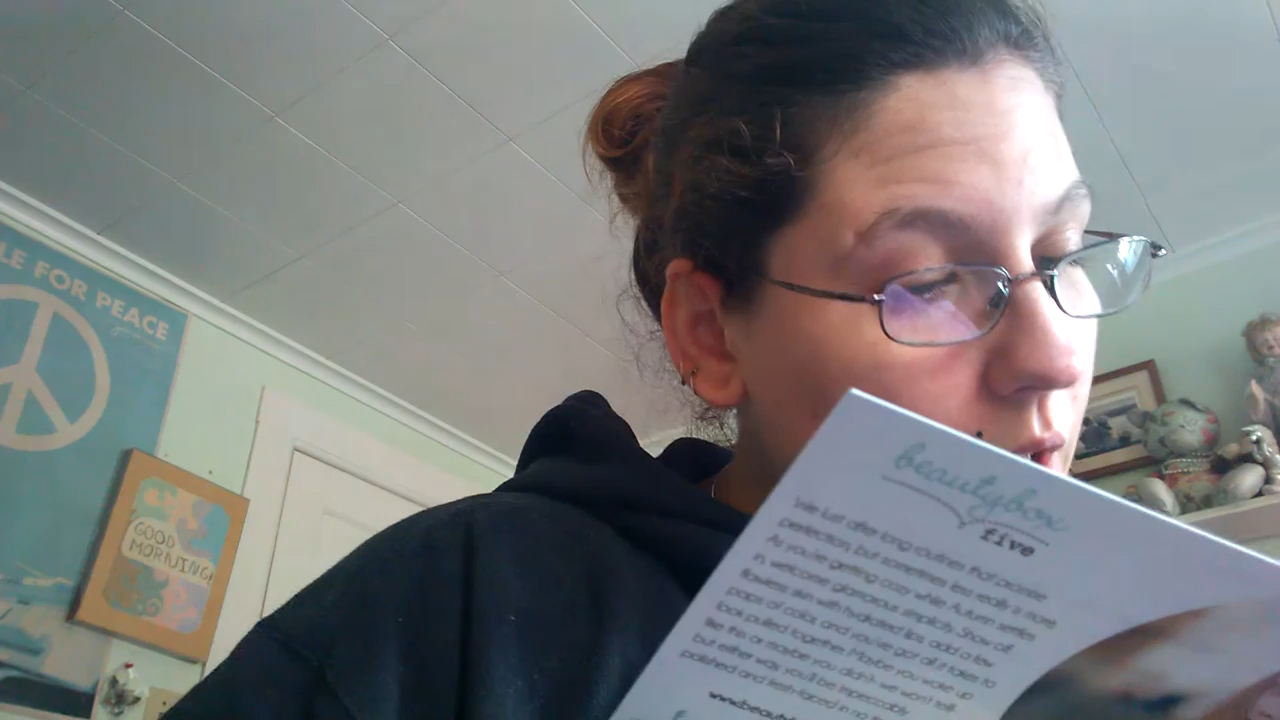 LE FOR PEACE
GOOD
MORNING!
beautybox
five
We lust after long routines that promise
perfection, but sometimes less really is more.
As you're getting cozy while Autumn settles
in, welcome glamorous simplicity. Show off
flawless skin with hydrated lips, add a few
pops of color, and you've got all it takes to
look pulled together. Maybe you woke up
like this or maybe you didn't- we won't tell!-
but either way, you'll be impeccably
polished and fresh-faced in no
www.beauty